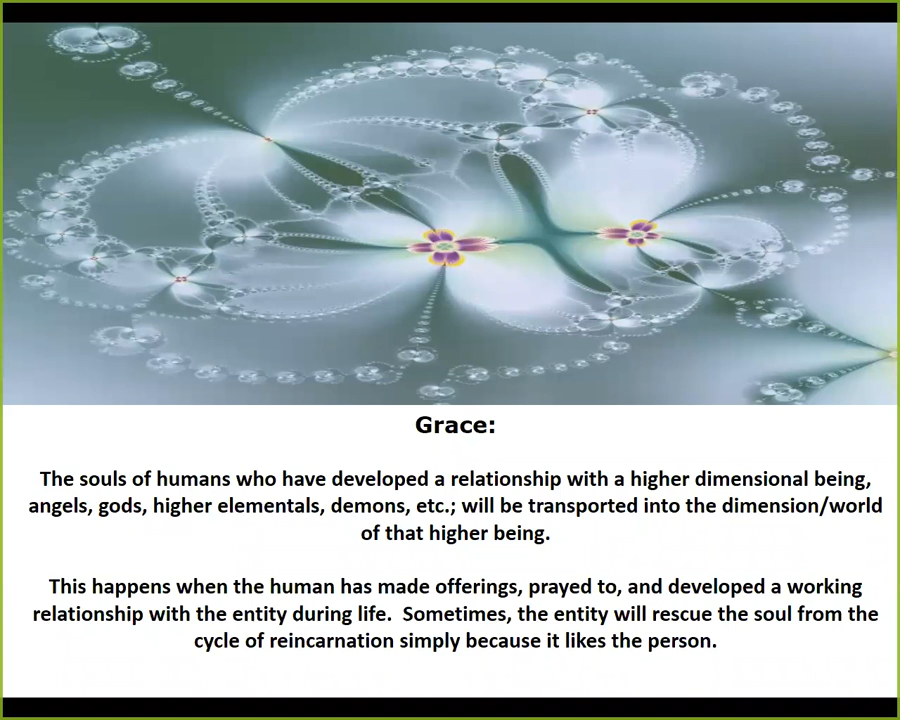 Grace:
The souls of humans who have developed a relationship with a higher dimensional being,
angels, gods, higher elementals, demons, etc.; will be transported into the dimension/world
of that higher being.
This happens when the human has made offerings, prayed to, and developed a working
relationship with the entity during life.  Sometimes, the entity will rescue the soul from the
cycle of reincarnation simply because it likes the person.